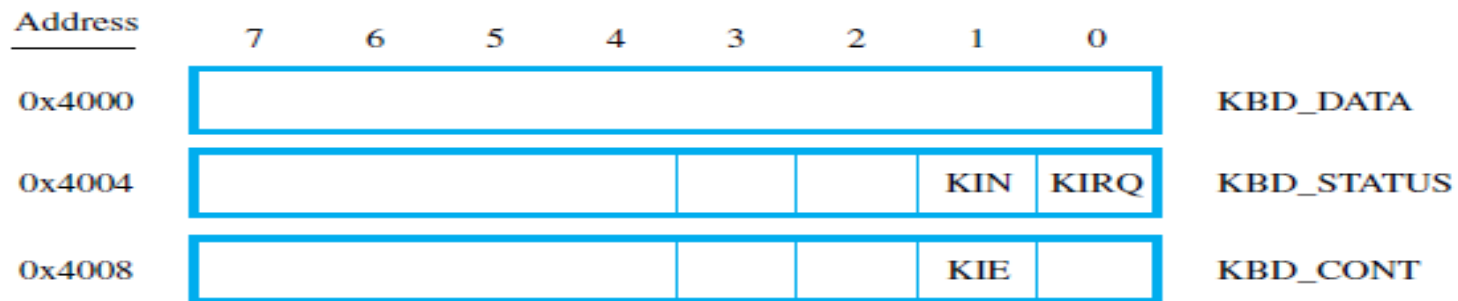 Address 7 6 5 4 3 2 1 0
0x4000 KBD_DATA
0x4004 KIN KIRQ KBD_STATUS
0x4008 KIE KBD_CONT